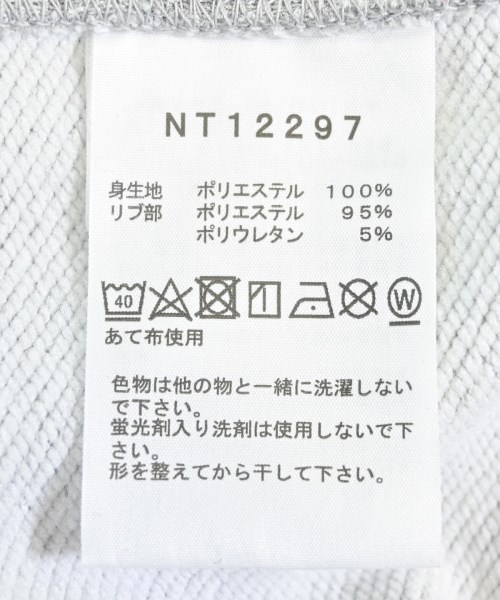 NT12297
身生地 ポリエステル 100%
リブ部 ポリエステル 95%
ポリウレタン 5%
40 W
あて布使用
色物は他の物と一緒に洗濯しない
で下さい。
蛍光剤入り洗剤は使用しないで下
さい。
形を整えてから干して下さい。